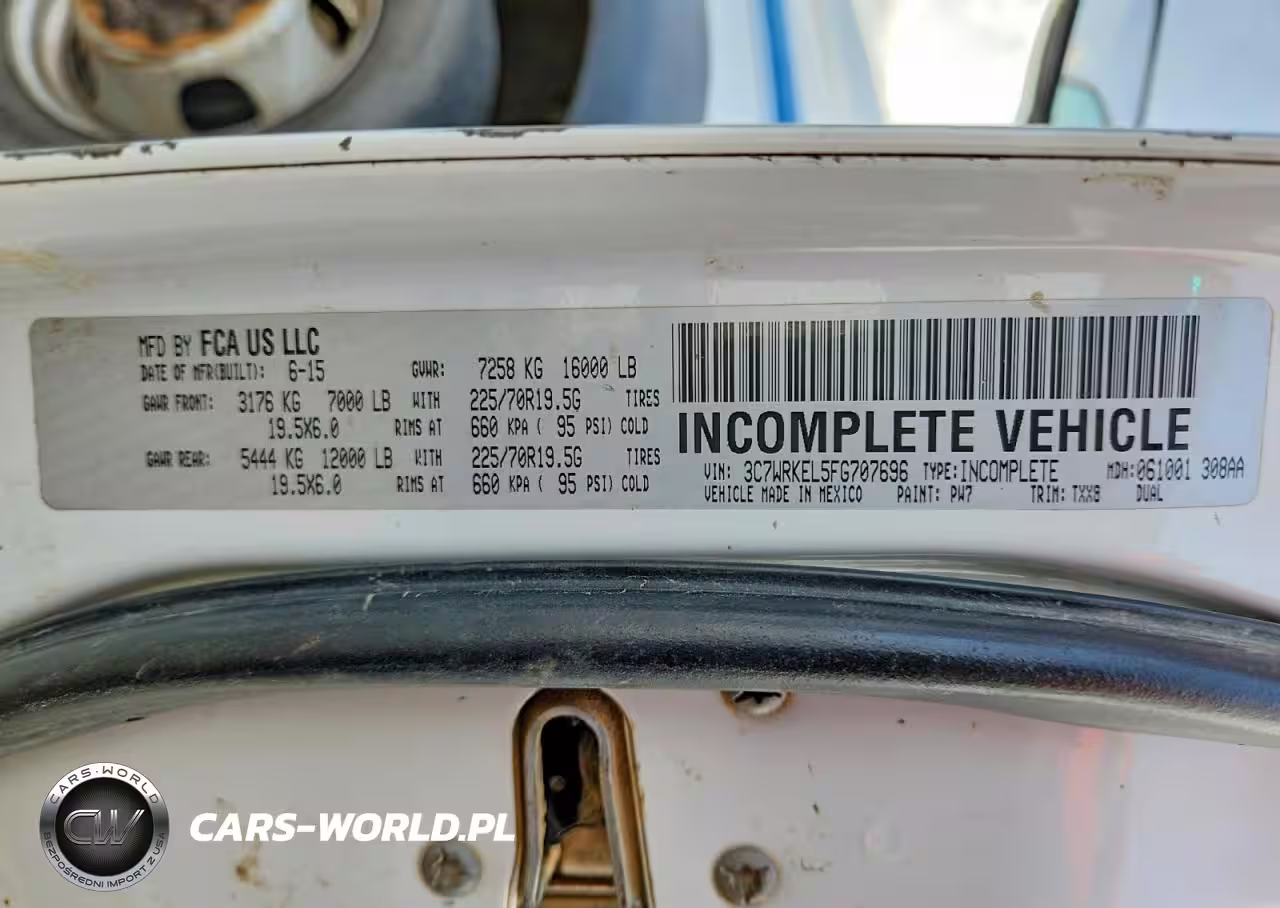 MFD BY FCA US LLC
DATE OF MFR(BUILT): 6-15 GVWR: 7258 KG 16000 LB
GAWR FRONT: 3176 KG 7000 LB WITH 225/70R19.5G TIRES
19.5X6.0 RIMS AT 660 KPA ( 95 PSI) COLD
GAWR REAR: 5444 KG 12000 LB WITH 225/70R19.5G TIRES
19.5X6.0 RIMS AT 660 KPA ( 95 PSI) COLD
INCOMPLETE VEHICLE
VIN: 3C7WRKEL5FG707696 TYPE: INCOMPLETE MDH: 061001 308AA
VEHICLE MADE IN MEXICO PAINT: PW7 TRIM: TXX8 DUAL
CARS-WORLD
CW
BEZPOŚREDNI IMPORT Z USA
CARS-WORLD.PL